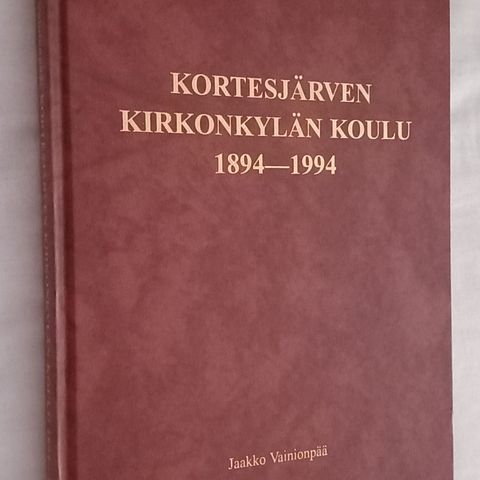 KORTESJÄRVEN
KIRKONKYLÄN KOULU
1894—1994
Jaakko Vainionpää